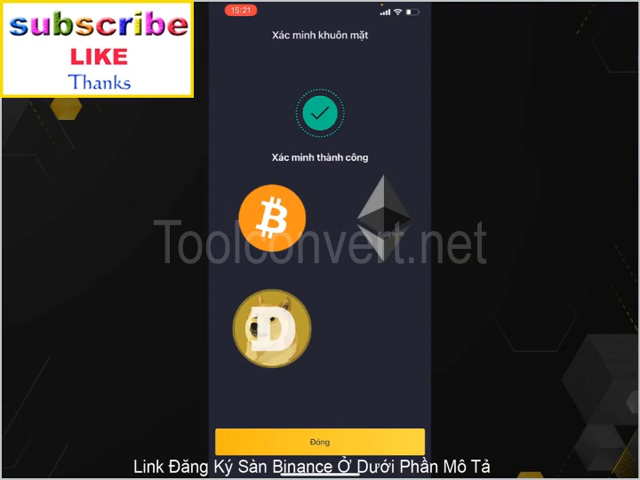 subscribe
LIKE
Thanks
15:21
Xác minh khuôn mặt
Xác minh thành công
Toolconvert.net
Đóng
Link Đăng Ký Sàn Binance Ở Dưới Phần Mô Tả